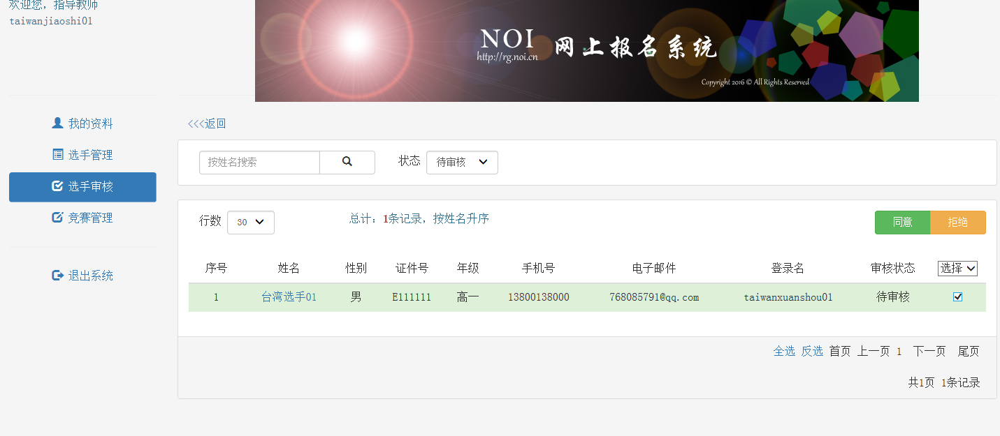 欢迎您，指导教师
taiwanjiaoshi01
NOI 网上报名系统
http://rg.noi.cn
Copyright 2016 © All Rights Reserved
我的资料
选手管理
选手审核
竞赛管理
退出系统
<<<返回
按姓名搜索 状态 待审核
行数 30 总计：1条记录，按姓名升序 同意 拒绝
序号 姓名 性别 证件号 年级 手机号 电子邮件 登录名 审核状态 选择
1 台湾选手01 男 E111111 高一 13800138000 768085791@qq.com taiwanxuanshou01 待审核
全选 反选 首页 上一页 1 下一页 尾页
共1页 1条记录